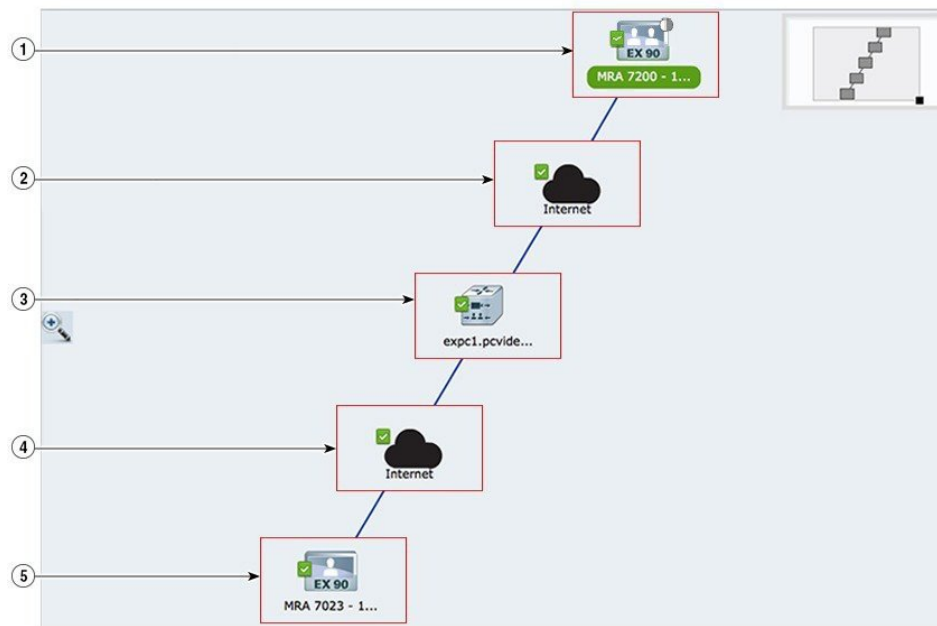 1
EX 90
MRA 7200 - 1...
2
Internet
3
expc1.pcvide...
4
Internet
5
EX 90
MRA 7023 - 1...